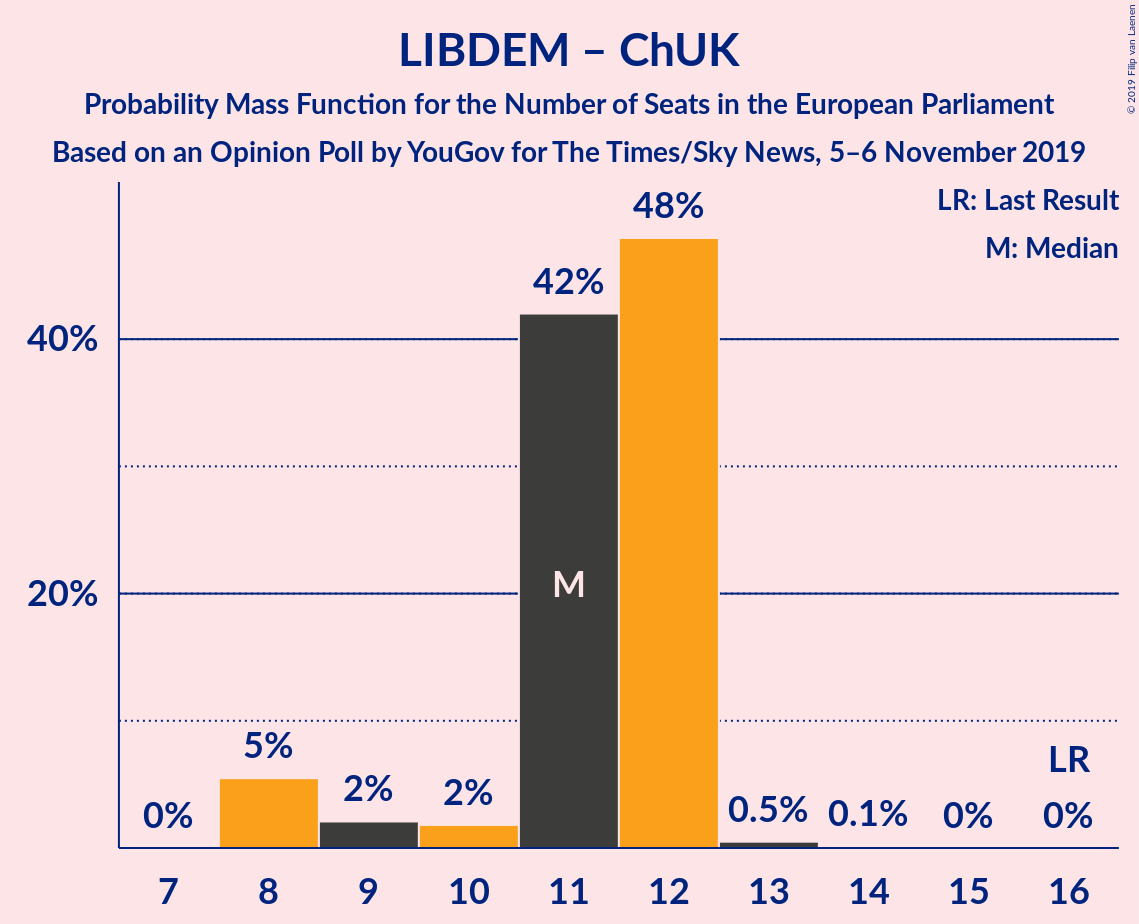 LIBDEM – ChUK
Probability Mass Function for the Number of Seats in the European Parliament
Based on an Opinion Poll by YouGov for The Times/Sky News, 5–6 November 2019
© 2019 Filip van Laenen
LR: Last Result
M: Median
40%
20%
0%
5%
2%
2%
42%
48%
0.5%
0.1%
0%
0%
LR
M
7 8 9 10 11 12 13 14 15 16